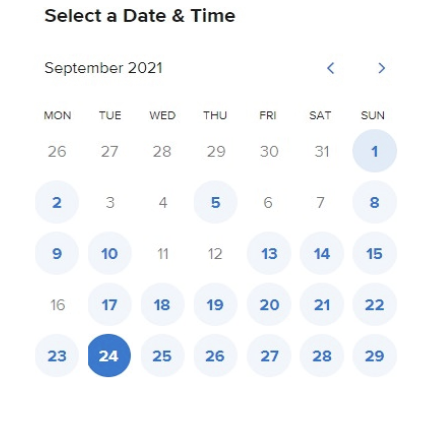 Select a Date & Time
September 2021
MON TUE WED THU FRI SAT SUN
26 27 28 29 30 31 1
2 3 4 5 6 7 8
9 10 11 12 13 14 15
16 17 18 19 20 21 22
23 24 25 26 27 28 29